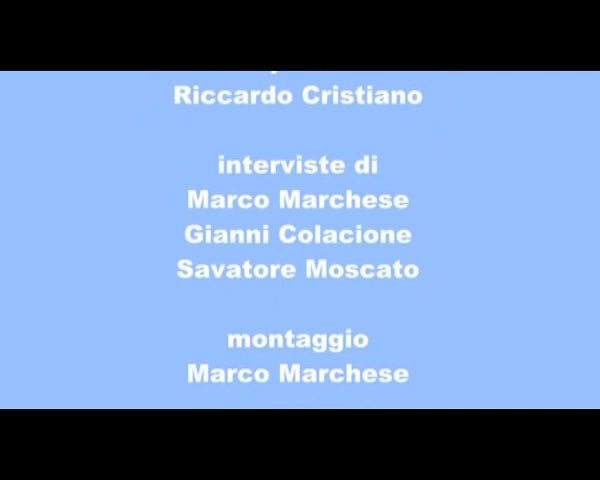 Riccardo Cristiano
interviste di
Marco Marchese
Gianni Colacione
Savatore Moscato
montaggio
Marco Marchese